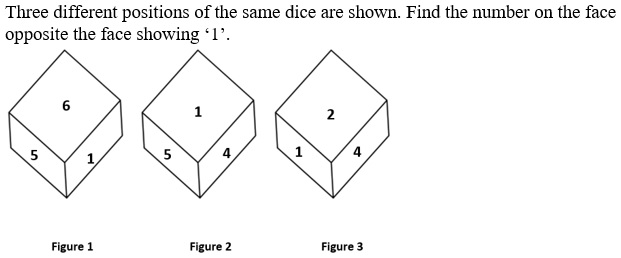 Three different positions of the same dice are shown. Find the number on the face
opposite the face showing ‘1’.
6
5
1
1
5
4
2
1
4
Figure 1
Figure 2
Figure 3